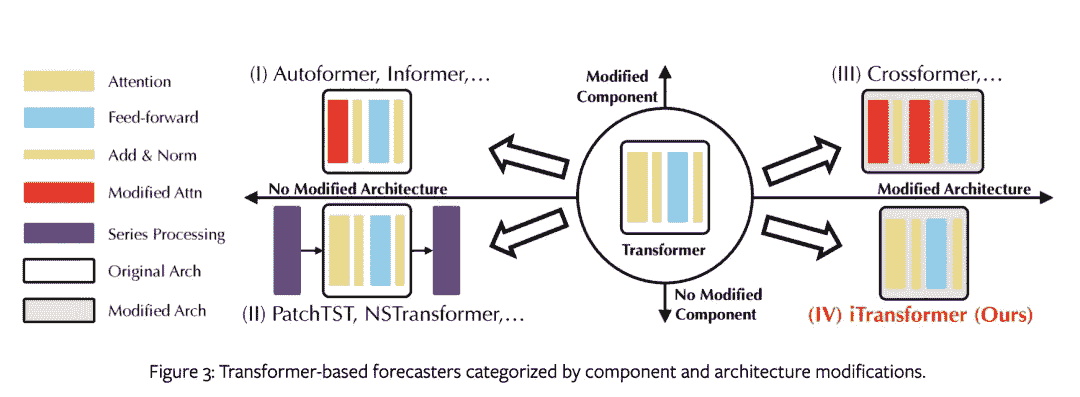 Attention
Feed-forward
Add & Norm
Modified Attn
Series Processing
Original Arch
Modified Arch
(I) Autoformer, Informer,...
No Modified Architecture
(II) PatchTST, NSTransformer,...
Modified
Component
Transformer
No Modified
Component
(III) Crossformer,...
Modified Architecture
(IV) iTransformer (Ours)
Figure 3: Transformer-based forecasters categorized by component and architecture modifications.